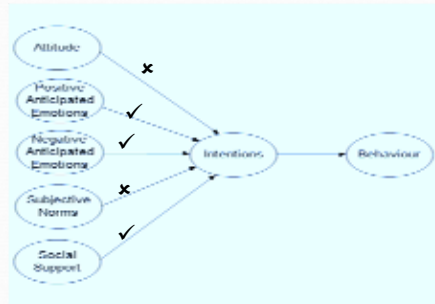 Attitude
Positive
Anticipated
Emotions
Negative
Anticipated
Emotions
Intentions
Behaviour
Subjective
Norms
Social
Support